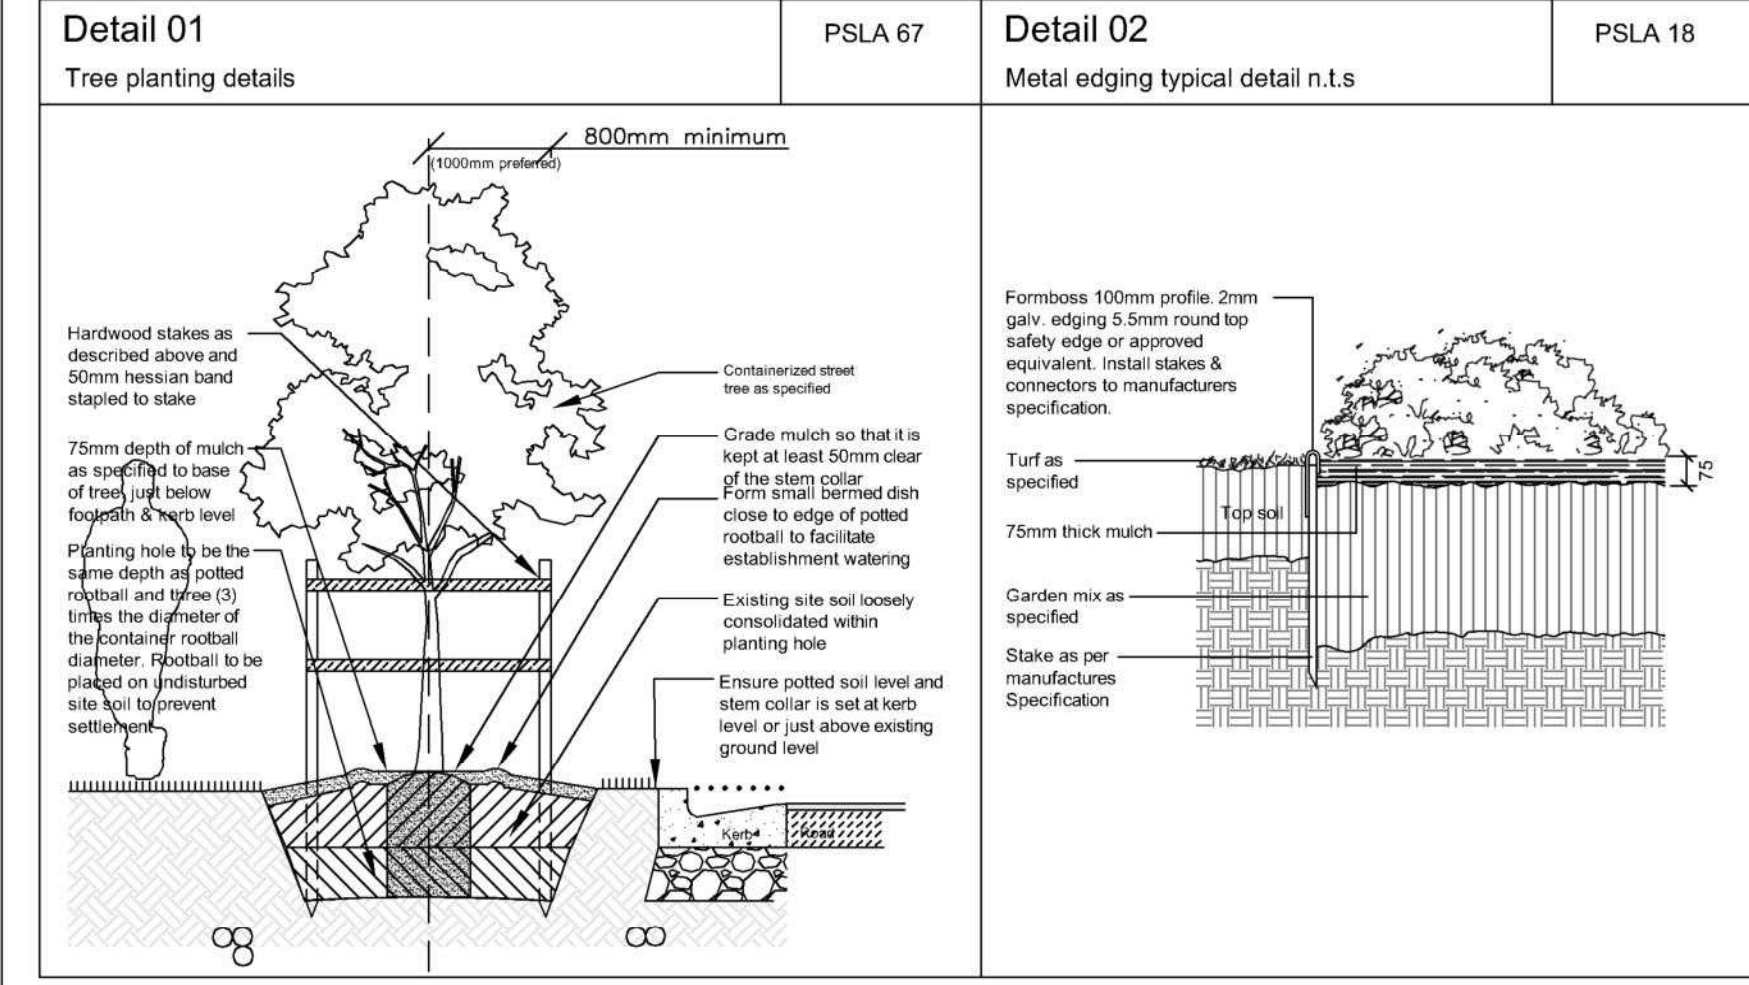 Detail 01
PSLA 67
Tree planting details
800mm minimum
(1000mm preferred)
Hardwood stakes as
described above and
50mm hessian band
stapled to stake
75mm depth of mulch
as specified to base
of tree, just below
footpath & kerb level
Planting hole to be the
same depth as potted
rootball and three (3)
times the diameter of
the container rootball
diameter. Rootball to be
placed on undisturbed
site soil to prevent
settlement
Containerized street
tree as specified
Grade mulch so that it is
kept at least 50mm clear
of the stem collar
Form small bermed dish
close to edge of potted
rootball to facilitate
establishment watering
Existing site soil loosely
consolidated within
planting hole
Ensure potted soil level and
stem collar is set at kerb
level or just above existing
ground level
Kerb
Road
Detail 02
PSLA 18
Metal edging typical detail n.t.s
Formboss 100mm profile. 2mm
galv. edging 5.5mm round top
safety edge or approved
equivalent. Install stakes &
connectors to manufacturers
specification.
Turf as
specified
Top soil
75mm thick mulch
Garden mix as
specified
Stake as per
manufactures
Specification
75